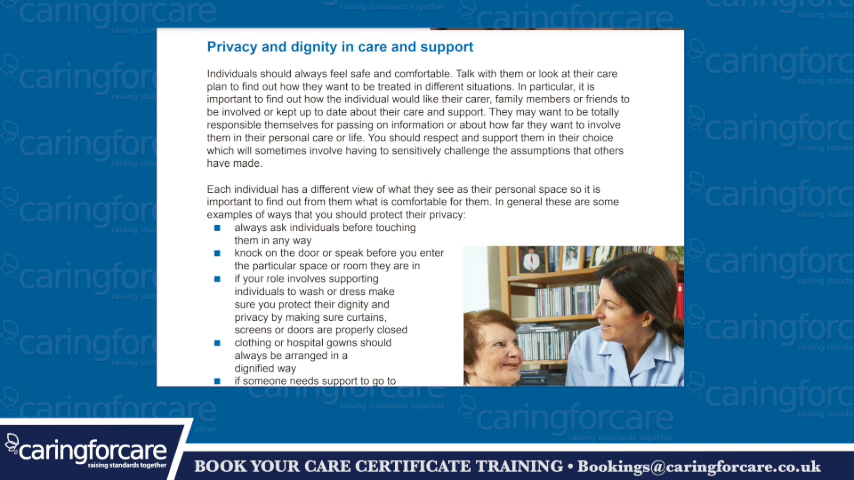 caringforcare
raising standards together
Privacy and dignity in care and support
Individuals should always feel safe and comfortable. Talk with them or look at their care
plan to find out how they want to be treated in different situations. In particular, it is
important to find out how the individual would like their carer, family members or friends to
be involved or kept up to date about their care and support. They may want to be totally
responsible themselves for passing on information or about how far they want to involve
them in their personal care or life. You should respect and support them in their choice
which will sometimes involve having to sensitively challenge the assumptions that others
have made.
Each individual has a different view of what they see as their personal space so it is
important to find out from them what is comfortable for them. In general these are some
examples of ways that you should protect their privacy:
always ask individuals before touching
them in any way
knock on the door or speak before you enter
the particular space or room they are in
if your role involves supporting
individuals to wash or dress make
sure you protect their dignity and
privacy by making sure curtains,
screens or doors are properly closed
clothing or hospital gowns should
always be arranged in a
dignified way
if someone needs support to go to
caringforcare
raising standards together
BOOK YOUR CARE CERTIFICATE TRAINING • Bookings@caringforcare.co.uk